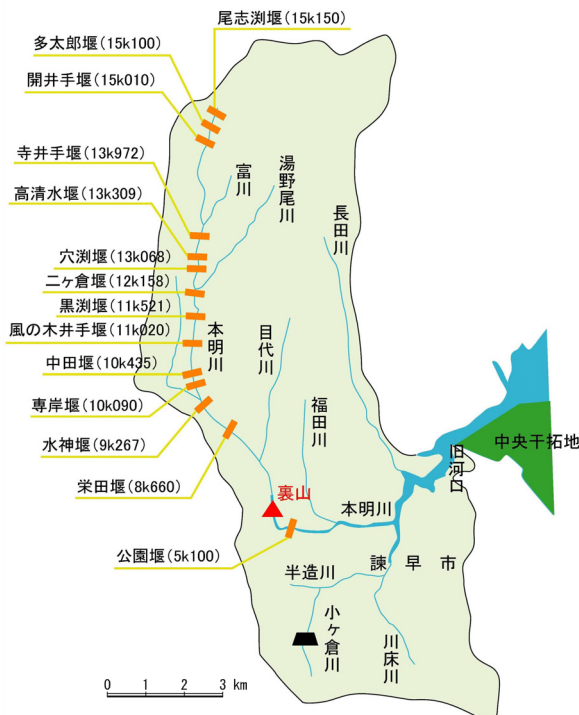 尾志渕堰(15k150)
多太郎堰(15k100)
開井手堰(15k010)
寺井手堰(13k972)
高清水堰(13k309)
穴渕堰(13k068)
二ヶ倉堰(12k158)
黒渕堰(11k521)
風の木井手堰(11k020)
中田堰(10k435)
専岸堰(10k090)
水神堰(9k267)
栄田堰(8k660)
公園堰(5k100)
富川
湯野尾川
長田川
本明川
目代川
福田川
裏山
本明川
旧河口
中央干拓地
諫早市
半造川
小ヶ倉川
川床川
0 1 2 3 km